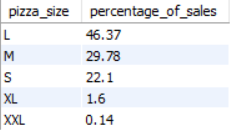 pizza_size percentage_of_sales
L 46.37
M 29.78
S 22.1
XL 1.6
XXL 0.14